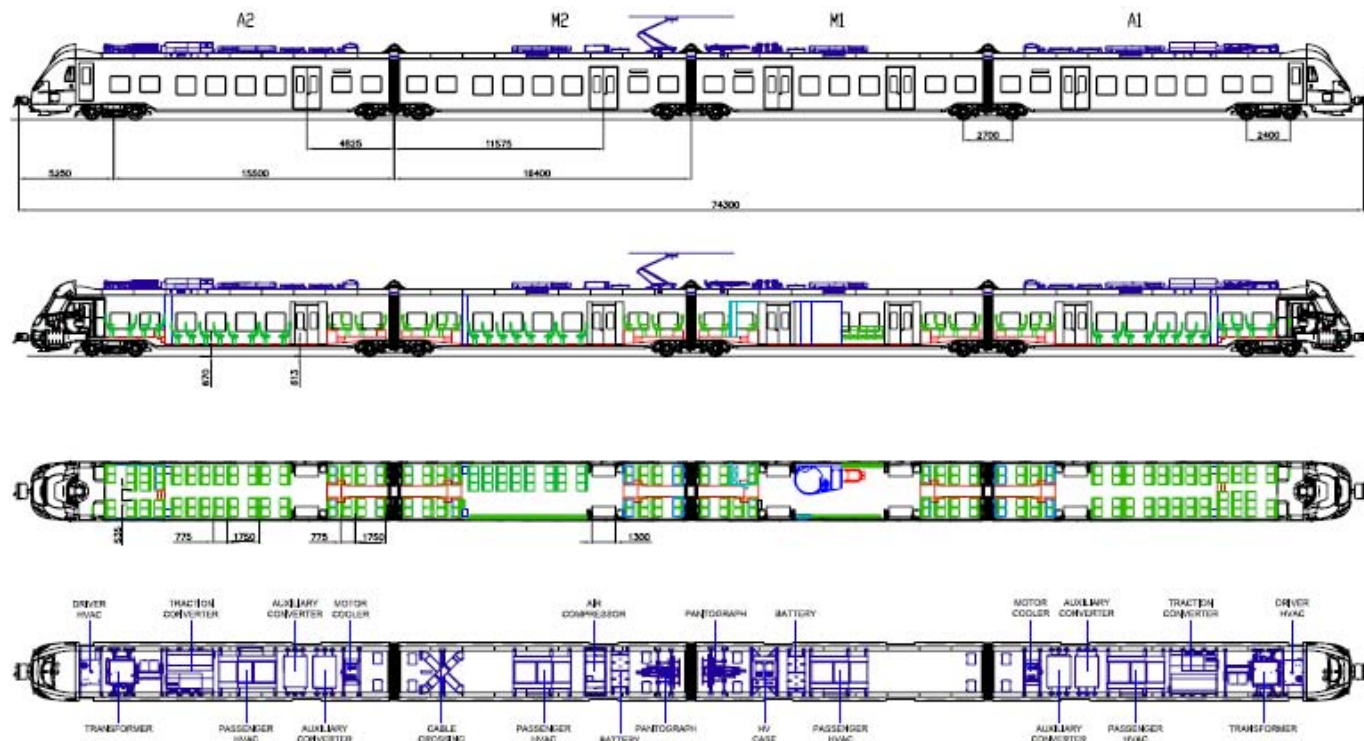 A2 M2 M1 A1
4625 11575 2700 2400
5250 15500 16400
74300
670 613
535 775 1750 775 1750 1300
DRIVER TRACTION AUXILIARY MOTOR AIR PANTOGRAPH BATTERY MOTOR AUXILIARY TRACTION DRIVER
HVAC CONVERTER CONVERTER COOLER COMPRESSOR COOLER CONVERTER CONVERTER HVAC
TRANSFORMER PASSENGER AUXILIARY CABLE PASSENGER PANTOGRAPH HV PASSENGER AUXILIARY PASSENGER TRANSFORMER
HVAC CONVERTER CROSSING HVAC BATTERY CASE HVAC CONVERTER HVAC